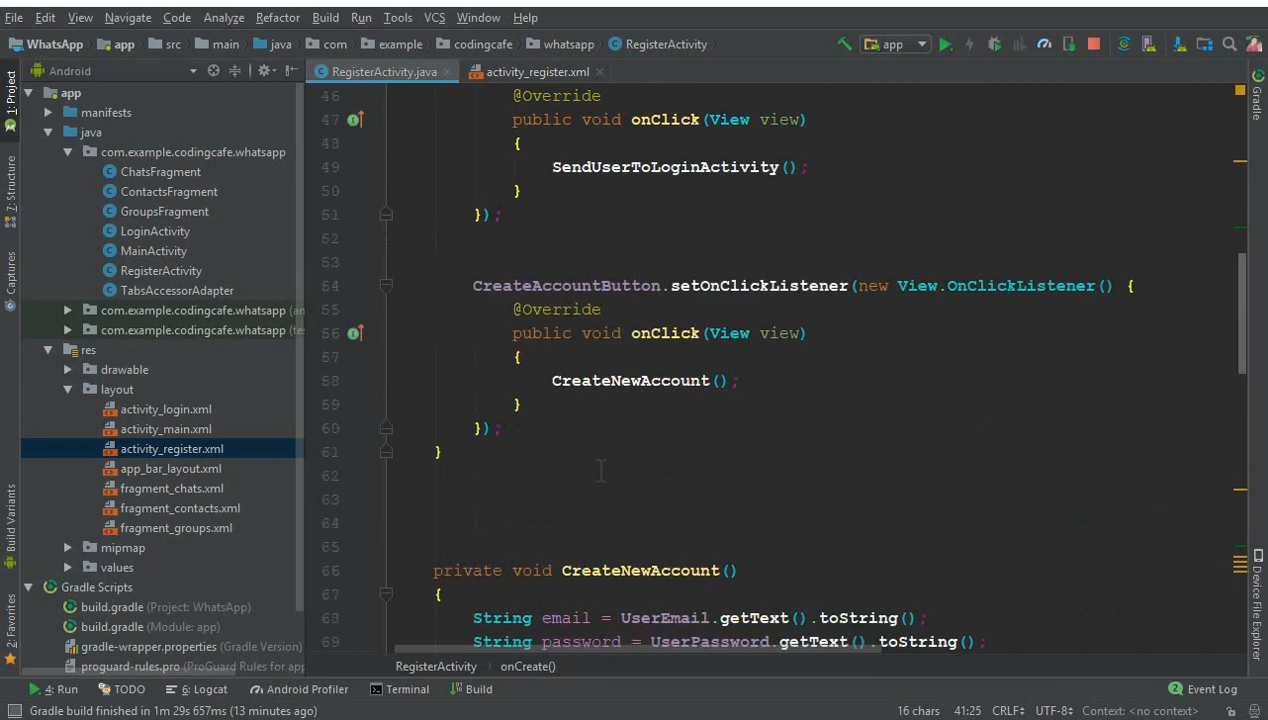 File Edit View Navigate Code Analyze Refactor Build Run Tools VCS Window Help
WhatsApp app src main java com example codingcafe whatsapp RegisterActivity app
Android
RegisterActivity.java activity_register.xml
1: Project
7: Structure
Captures
Build Variants
2: Favorites
app
manifests
java
com.example.codingcafe.whatsapp
ChatsFragment
ContactsFragment
GroupsFragment
LoginActivity
MainActivity
RegisterActivity
TabsAccessorAdapter
com.example.codingcafe.whatsapp (an
com.example.codingcafe.whatsapp (te
res
drawable
layout
activity_login.xml
activity_main.xml
activity_register.xml
app_bar_layout.xml
fragment_chats.xml
fragment_contacts.xml
fragment_groups.xml
mipmap
values
Gradle Scripts
build.gradle (Project: WhatsApp)
build.gradle (Module: app)
gradle-wrapper.properties (Gradle Version)
proguard-rules.pro (ProGuard Rules for app
46 @Override
47 public void onClick(View view)
48 {
49 SendUserToLoginActivity();
50 }
51 });
52
53
54 CreateAccountButton.setOnClickListener(new View.OnClickListener() {
55 @Override
56 public void onClick(View view)
57 {
58 CreateNewAccount();
59 }
60 });
61 }
62
63
64
65
66 private void CreateNewAccount()
67 {
68 String email = UserEmail.getText().toString();
69 String password = UserPassword.getText().toString();
RegisterActivity onCreate()
Gradle
Device File Explorer
4: Run TODO 6: Logcat Android Profiler Terminal Build 2 Event Log
Gradle build finished in 1m 29s 657ms (13 minutes ago) 16 chars 41:25 CRLF UTF-8 Context: <no context>